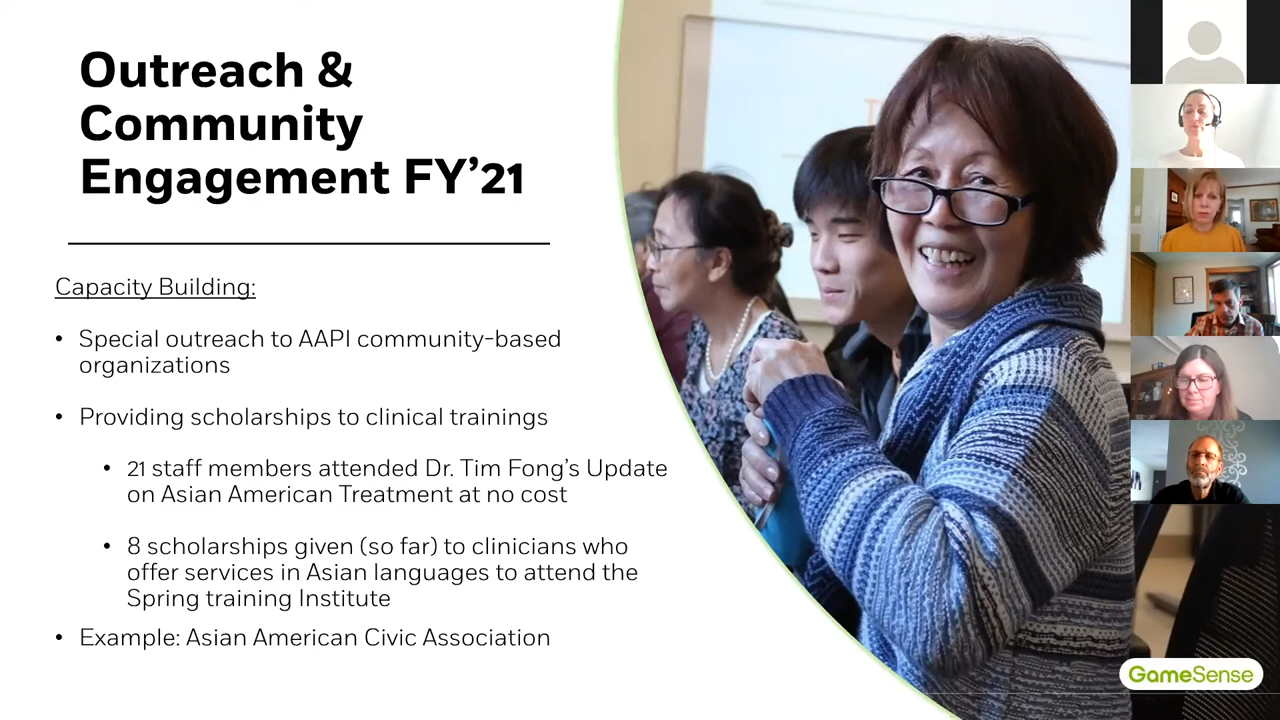 Outreach &
Community
Engagement FY’21
Capacity Building:
• Special outreach to AAPI community-based
organizations
• Providing scholarships to clinical trainings
• 21 staff members attended Dr. Tim Fong’s Update
on Asian American Treatment at no cost
• 8 scholarships given (so far) to clinicians who
offer services in Asian languages to attend the
Spring training Institute
• Example: Asian American Civic Association
GameSense